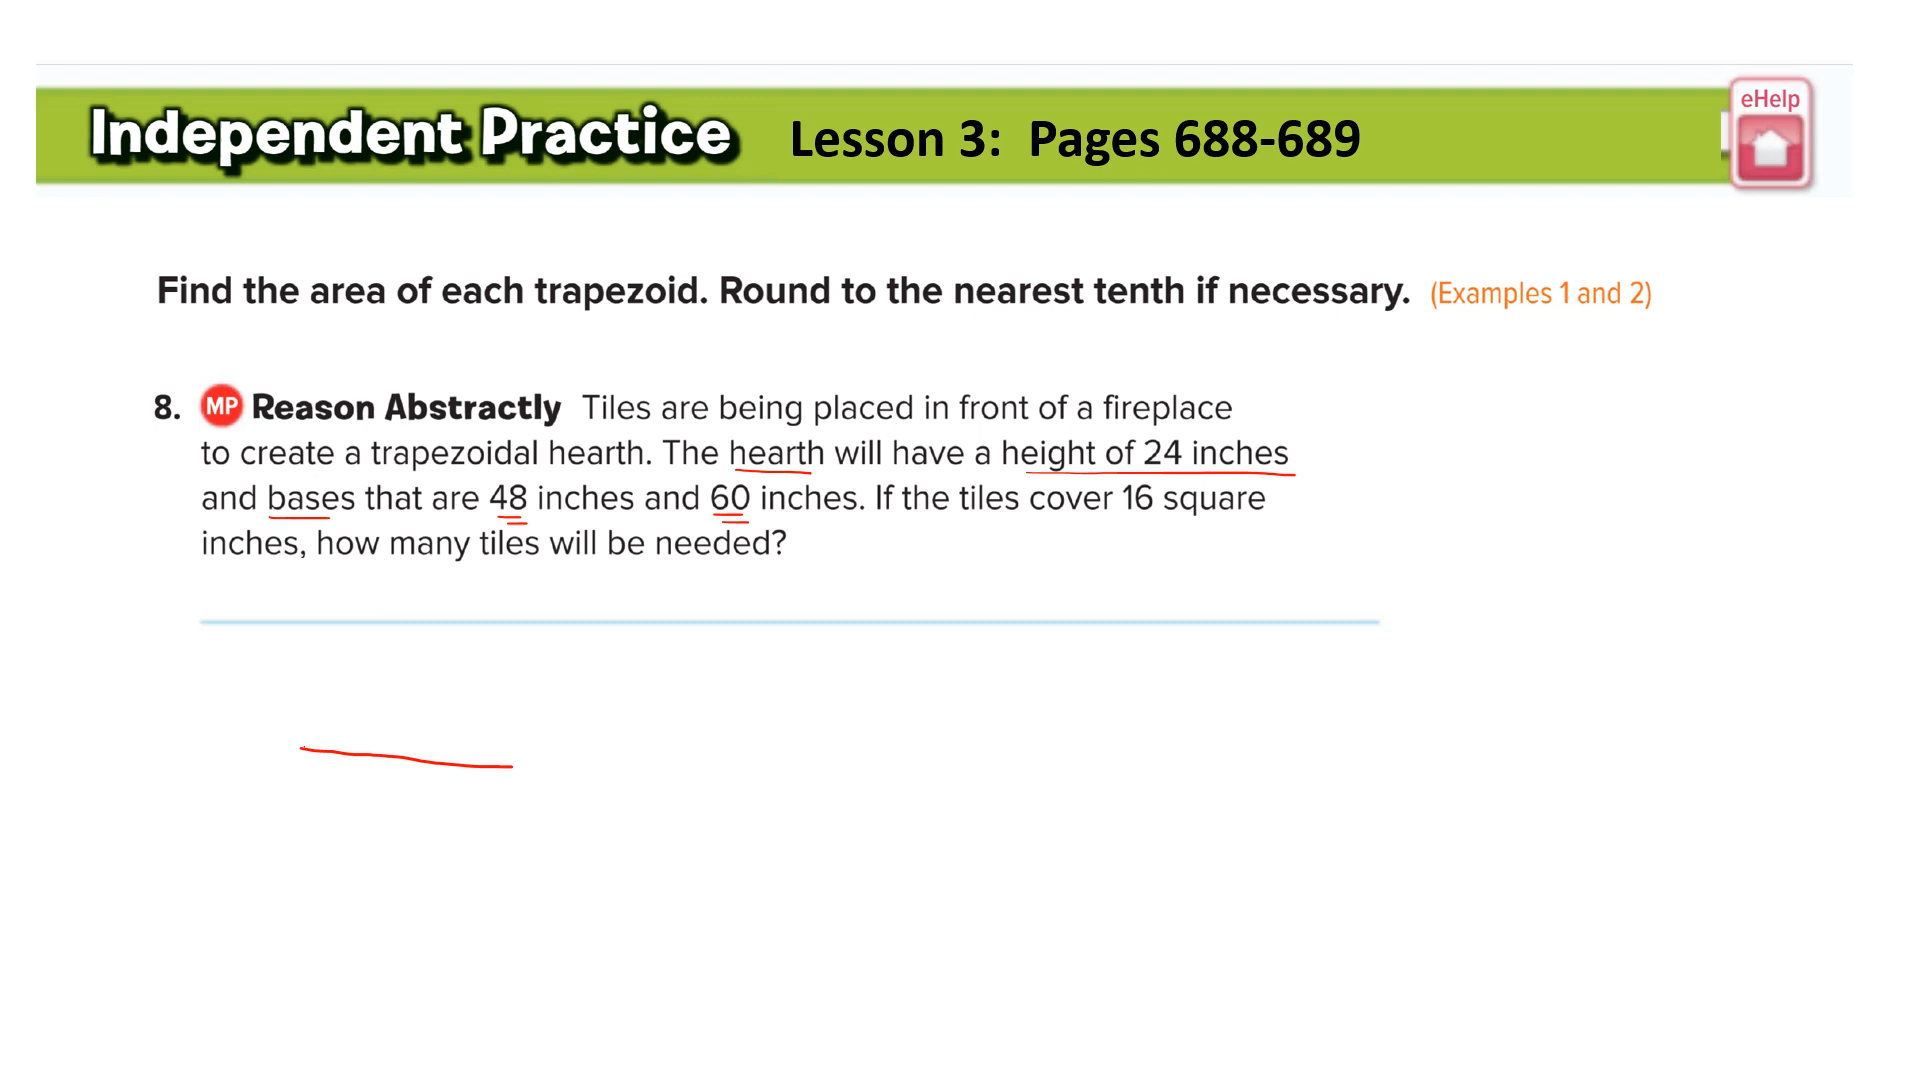 Independent Practice Lesson 3: Pages 688-689
eHelp
Find the area of each trapezoid. Round to the nearest tenth if necessary. (Examples 1 and 2)
8. MP Reason Abstractly Tiles are being placed in front of a fireplace
to create a trapezoidal hearth. The hearth will have a height of 24 inches
and bases that are 48 inches and 60 inches. If the tiles cover 16 square
inches, how many tiles will be needed?